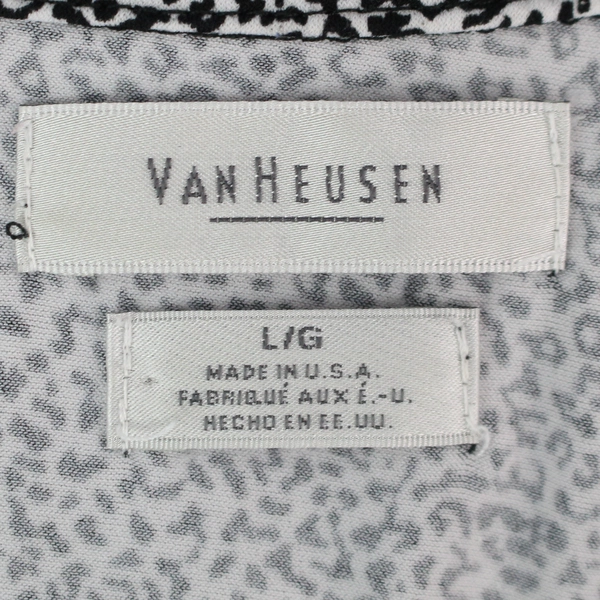 VAN HEUSEN
L/G
MADE IN U.S.A.
FABRIQUÉ AUX É.-U.
HECHO EN EE.UU.